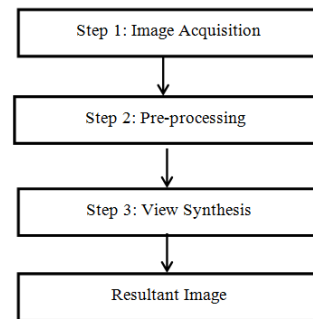 Step 1: Image Acquisition
Step 2: Pre-processing
Step 3: View Synthesis
Resultant Image